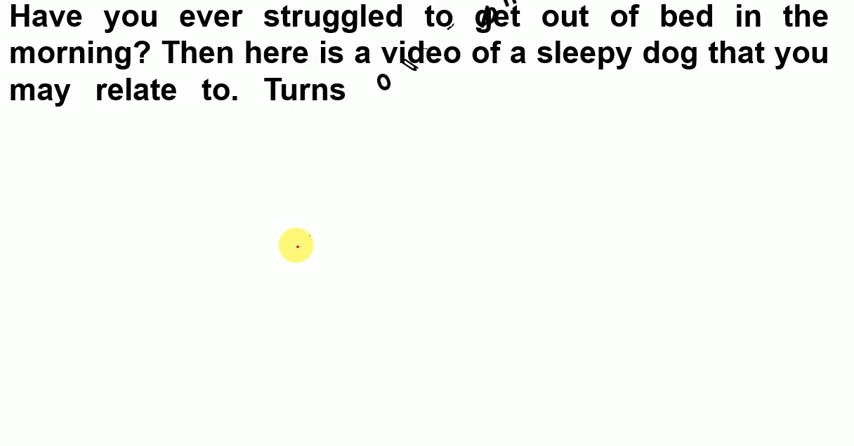 Have you ever struggled to get out of bed in the
morning? Then here is a video of a sleepy dog that you
may relate to. Turns